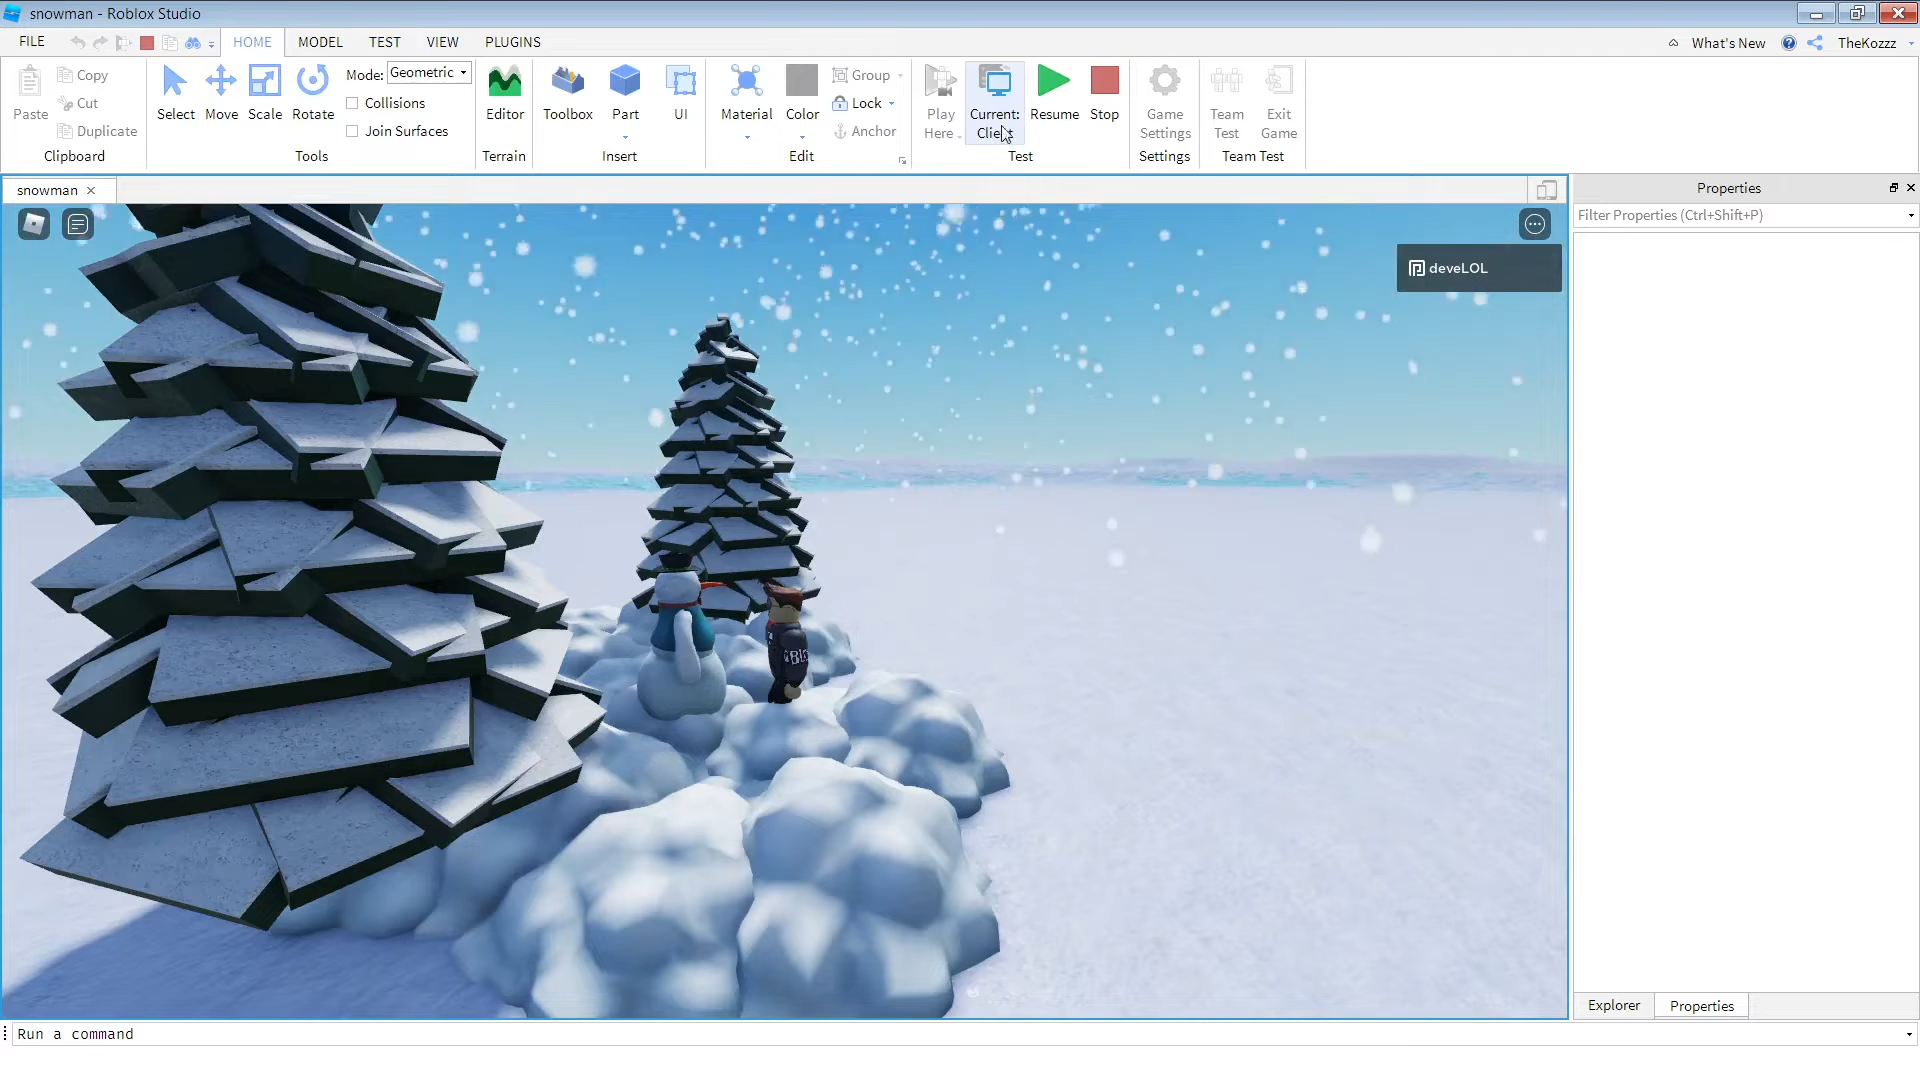 snowman - Roblox Studio
FILE
HOME
MODEL
TEST
VIEW
PLUGINS
What's New
TheKozzz
Paste
Copy
Cut
Duplicate
Clipboard
Select
Move
Scale
Rotate
Mode: Geometric
Collisions
Join Surfaces
Tools
Editor
Terrain
Toolbox
Part
UI
Insert
Material
Color
Group
Lock
Anchor
Edit
Play
Here
Current:
Client
Resume
Stop
Test
Game
Settings
Settings
Team
Test
Exit
Game
Team Test
snowman
Properties
Filter Properties (Ctrl+Shift+P)
deveLOL
Explorer
Properties
Run a command